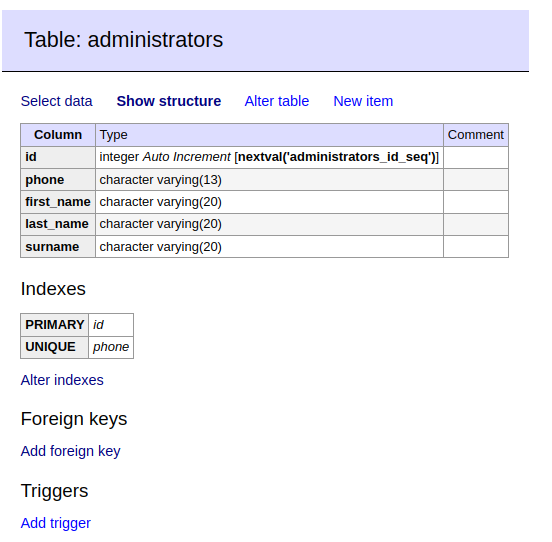 Table: administrators
Select data Show structure Alter table New item
Column Type Comment
id integer Auto Increment [nextval('administrators_id_seq')]
phone character varying(13)
first_name character varying(20)
last_name character varying(20)
surname character varying(20)
Indexes
PRIMARY id
UNIQUE phone
Alter indexes
Foreign keys
Add foreign key
Triggers
Add trigger